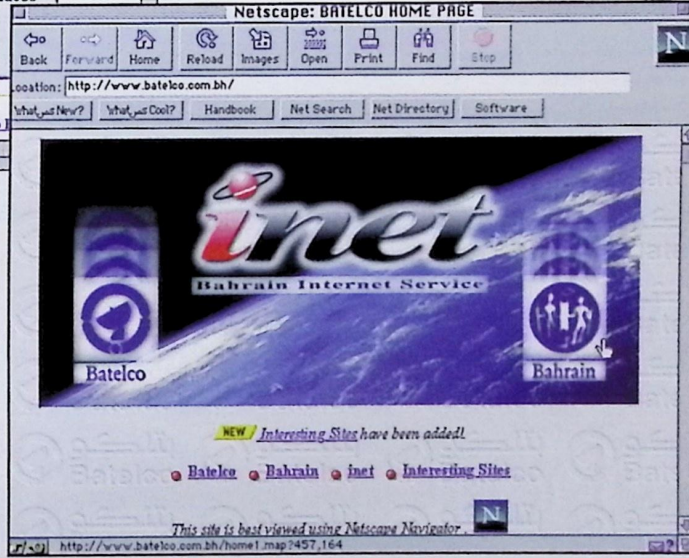 Netscape: BATELCO HOME PAGE
Back Forward Home Reload Images Open Print Find Stop
N
ocation: http://www.batelco.com.bh/
What's New? What's Cool? Handbook Net Search Net Directory Software
inet
Bahrain Internet Service
Batelco
Bahrain
NEW Interesting Sites have been added!
Batelco Bahrain inet Interesting Sites
This site is best viewed using Netscape Navigator.
N
http://www.batelco.com.bh/home1.map?457,164